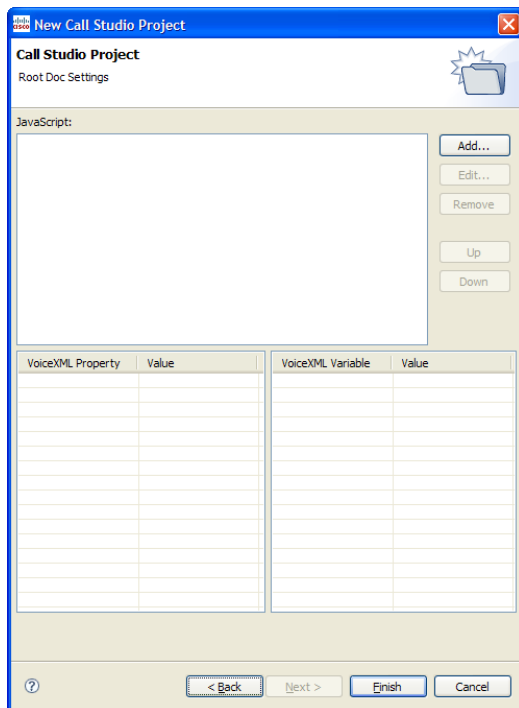 cisco New Call Studio Project
Call Studio Project
Root Doc Settings
JavaScript:
Add...
Edit...
Remove
Up
Down
VoiceXML Property Value
VoiceXML Variable Value
? < Back Next > Finish Cancel